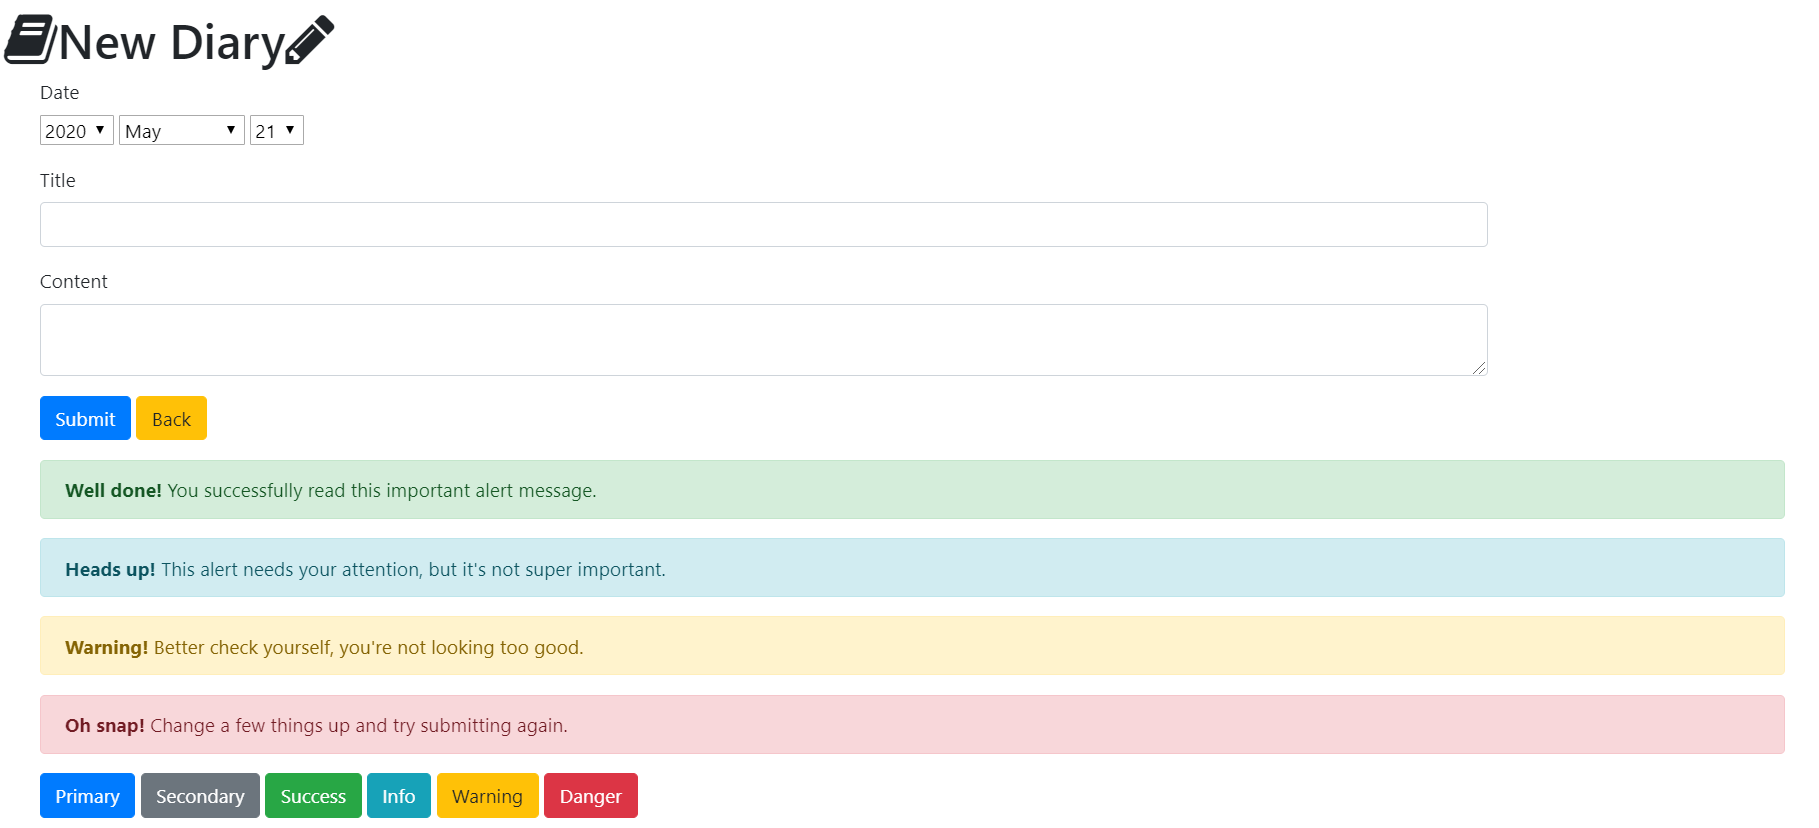 New Diary
Date
2020 May 21
Title
Content
Submit Back
Well done! You successfully read this important alert message.
Heads up! This alert needs your attention, but it's not super important.
Warning! Better check yourself, you're not looking too good.
Oh snap! Change a few things up and try submitting again.
Primary Secondary Success Info Warning Danger